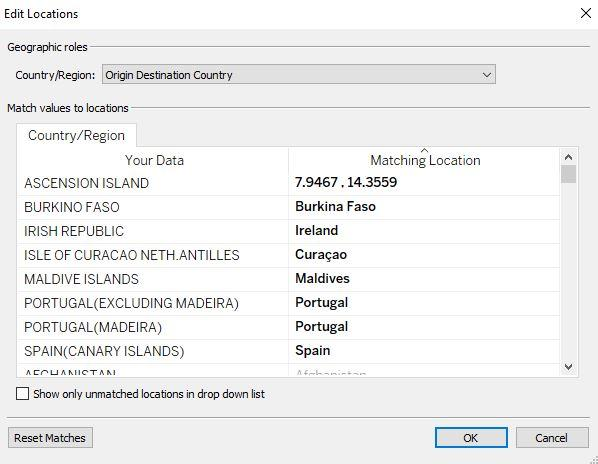 Edit Locations
Geographic roles
Country/Region: Origin Destination Country
Match values to locations
Country/Region
Your Data Matching Location
ASCENSION ISLAND 7.9467 , 14.3559
BURKINO FASO Burkina Faso
IRISH REPUBLIC Ireland
ISLE OF CURACAO NETH.ANTILLES Curaçao
MALDIVE ISLANDS Maldives
PORTUGAL(EXCLUDING MADEIRA) Portugal
PORTUGAL(MADEIRA) Portugal
SPAIN(CANARY ISLANDS) Spain
AFGHANISTAN Afghanistan
Show only unmatched locations in drop down list
Reset Matches OK Cancel